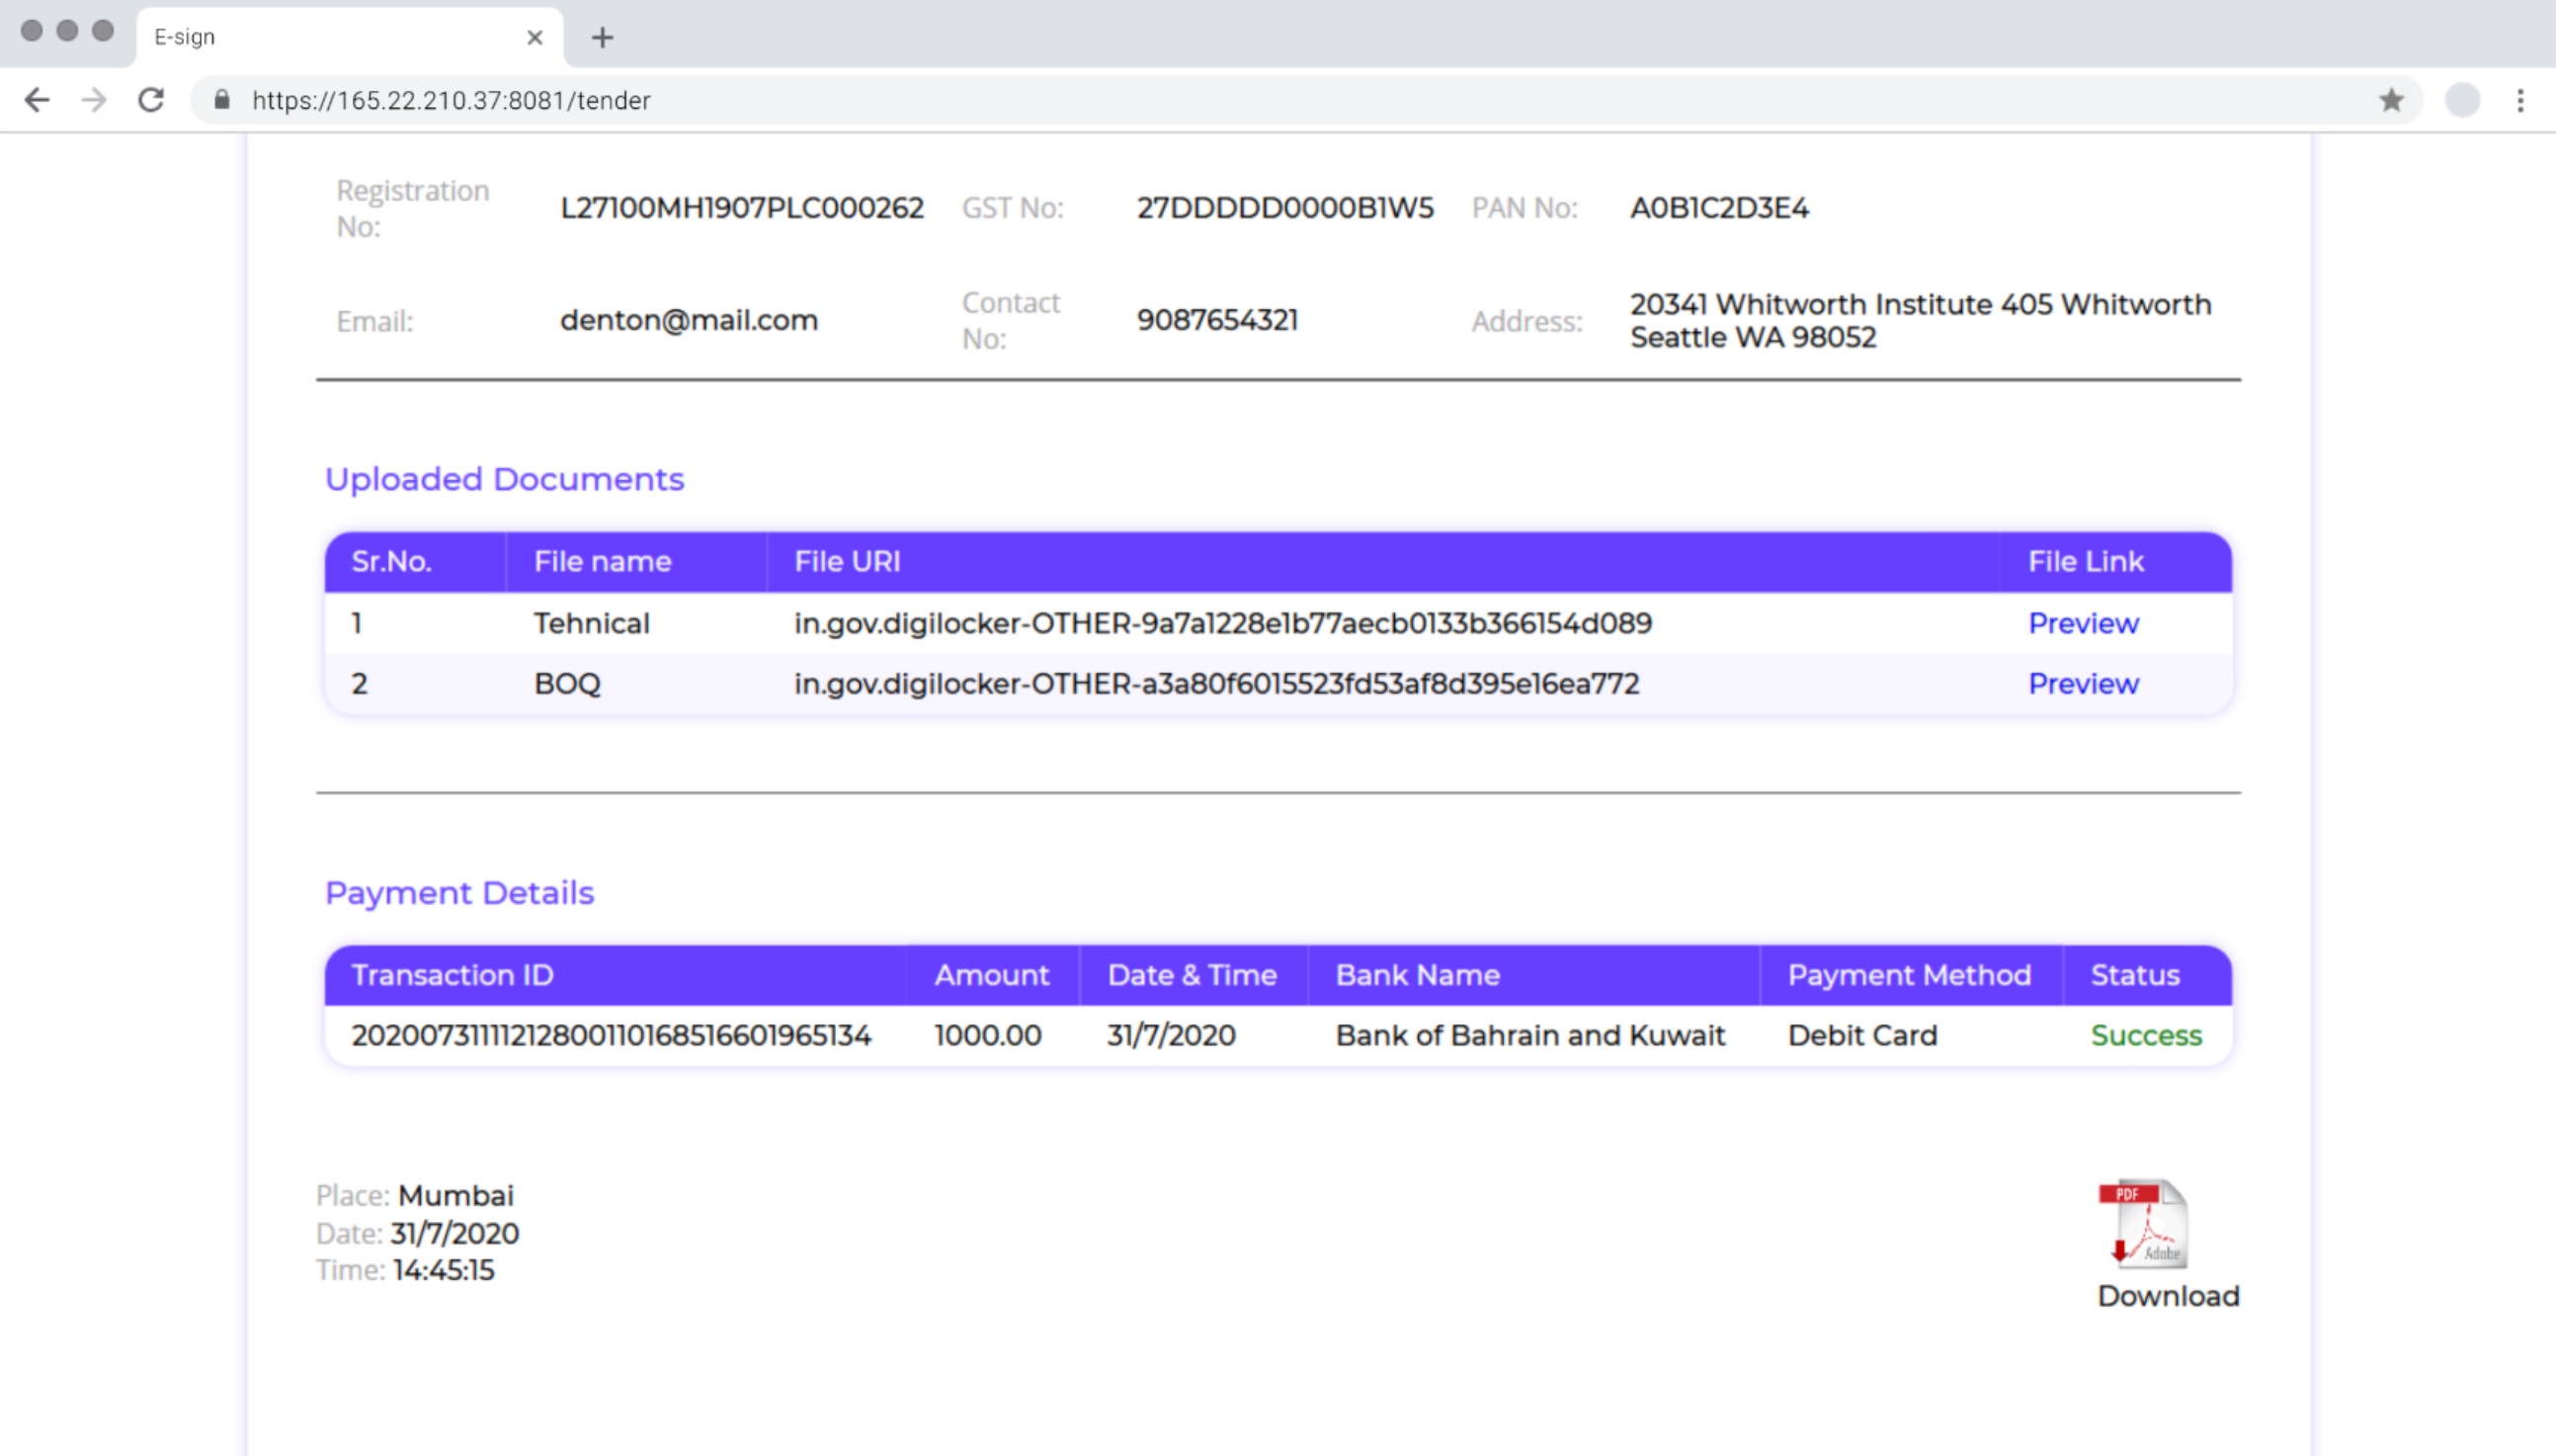 E-sign
https://165.22.210.37:8081/tender
Registration No: L27100MH1907PLC000262 GST No: 27DDDDD0000B1W5 PAN No: A0B1C2D3E4
Email: denton@mail.com Contact No: 9087654321 Address: 20341 Whitworth Institute 405 Whitworth Seattle WA 98052
Uploaded Documents
Sr.No. File name File URI File Link
1 Tehnical in.gov.digilocker-OTHER-9a7a1228e1b77aecb0133b366154d089 Preview
2 BOQ in.gov.digilocker-OTHER-a3a80f6015523fd53af8d395e16ea772 Preview
Payment Details
Transaction ID Amount Date & Time Bank Name Payment Method Status
20200731111212800110168516601965134 1000.00 31/7/2020 Bank of Bahrain and Kuwait Debit Card Success
Place: Mumbai
Date: 31/7/2020
Time: 14:45:15
PDF
Adobe
Download